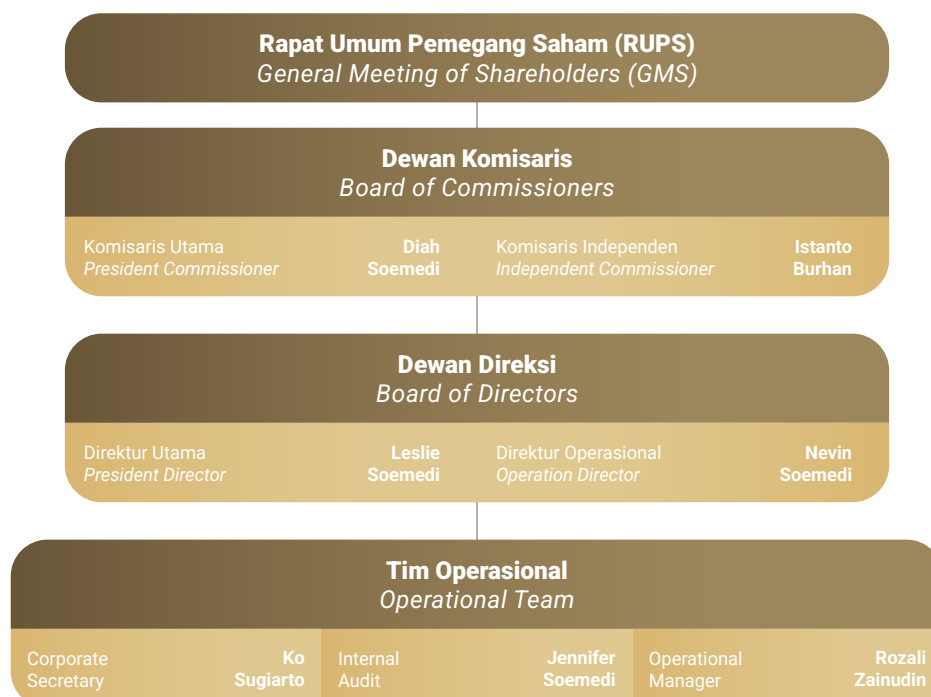 Rapat Umum Pemegang Saham (RUPS)
General Meeting of Shareholders (GMS)
Dewan Komisaris
Board of Commissioners
Komisaris Utama
President Commissioner
Diah
Soemedi
Komisaris Independen
Independent Commissioner
Istanto
Burhan
Dewan Direksi
Board of Directors
Direktur Utama
President Director
Leslie
Soemedi
Direktur Operasional
Operation Director
Nevin
Soemedi
Tim Operasional
Operational Team
Corporate
Secretary
Ko
Sugiarto
Internal
Audit
Jennifer
Soemedi
Operational
Manager
Rozali
Zainudin